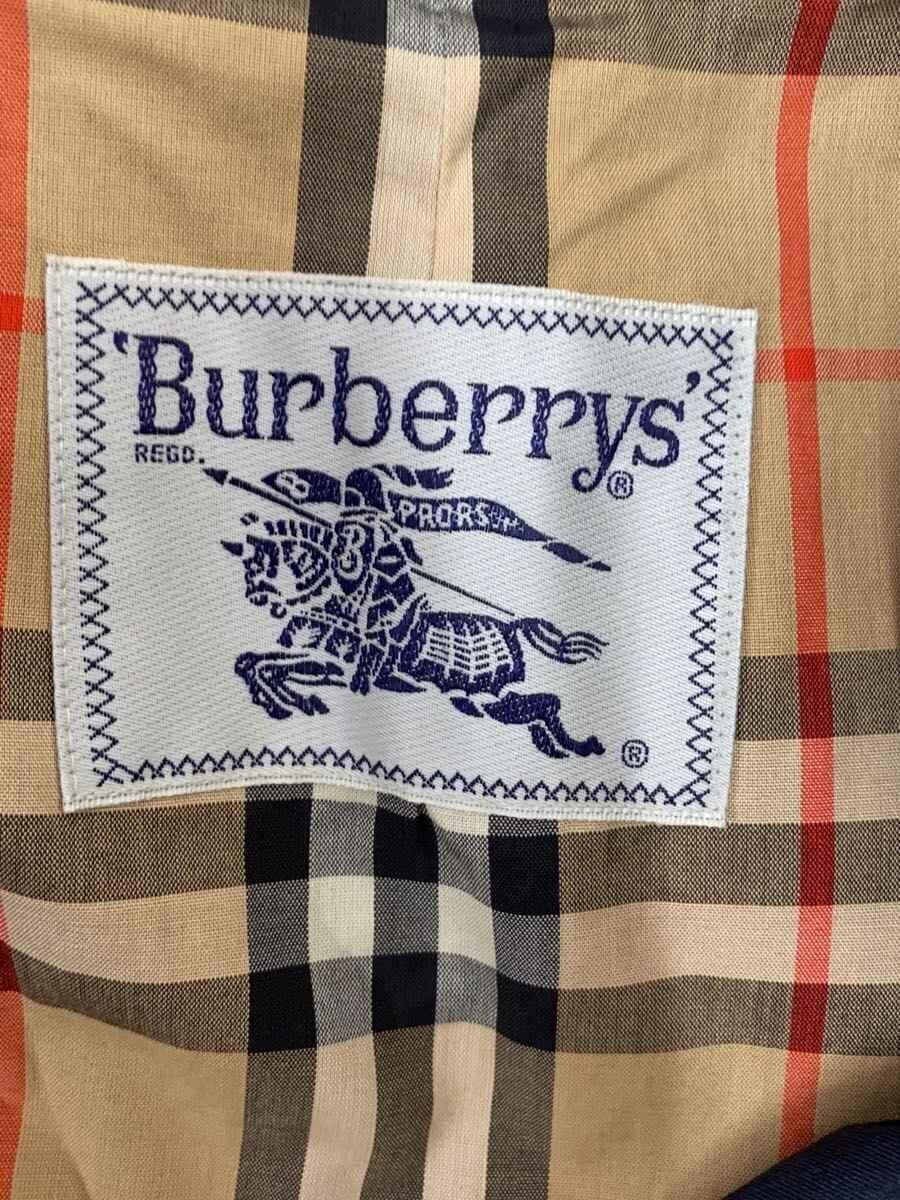 'Burberrys'
REGD.
®
PRORSUM
B
®